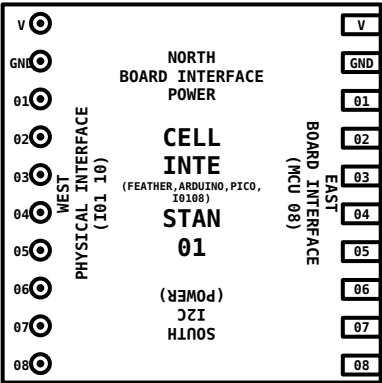 V
GND
01
02
03
04
05
06
07
08
NORTH
BOARD INTERFACE
POWER
WEST
PHYSICAL INTERFACE
(I01 10)
CELL
INTE
(FEATHER,ARDUINO,PICO,
I0108)
STAN
01
EAST
BOARD INTERFACE
(MCU 08)
SOUTH
I2C
(POWER)
V
GND
01
02
03
04
05
06
07
08